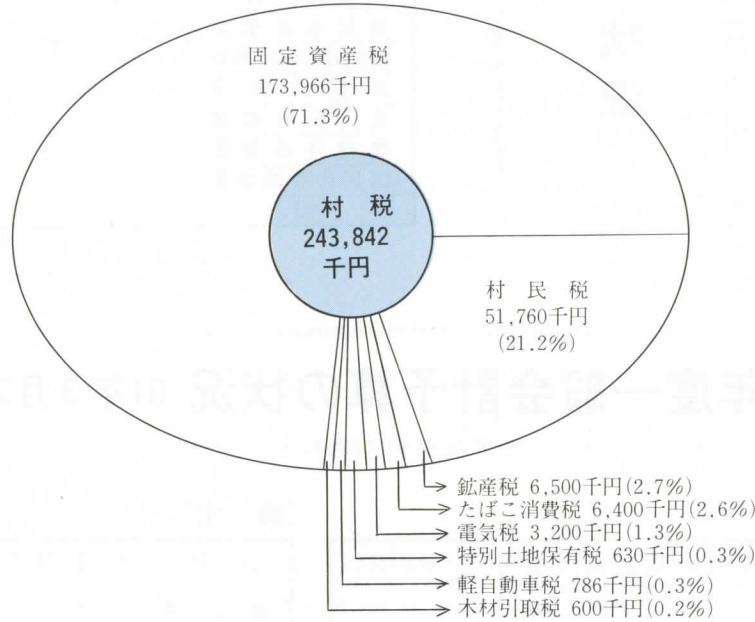 固定資産税
173,966千円
(71.3%)
村 税
243,842
千円
村民税
51,760千円
(21.2%)
鉱産税 6,500千円(2.7%)
たばこ消費税 6,400千円(2.6%)
電気税 3,200千円(1.3%)
特別土地保有税 630千円(0.3%)
軽自動車税 786千円(0.3%)
木材引取税 600千円(0.2%)